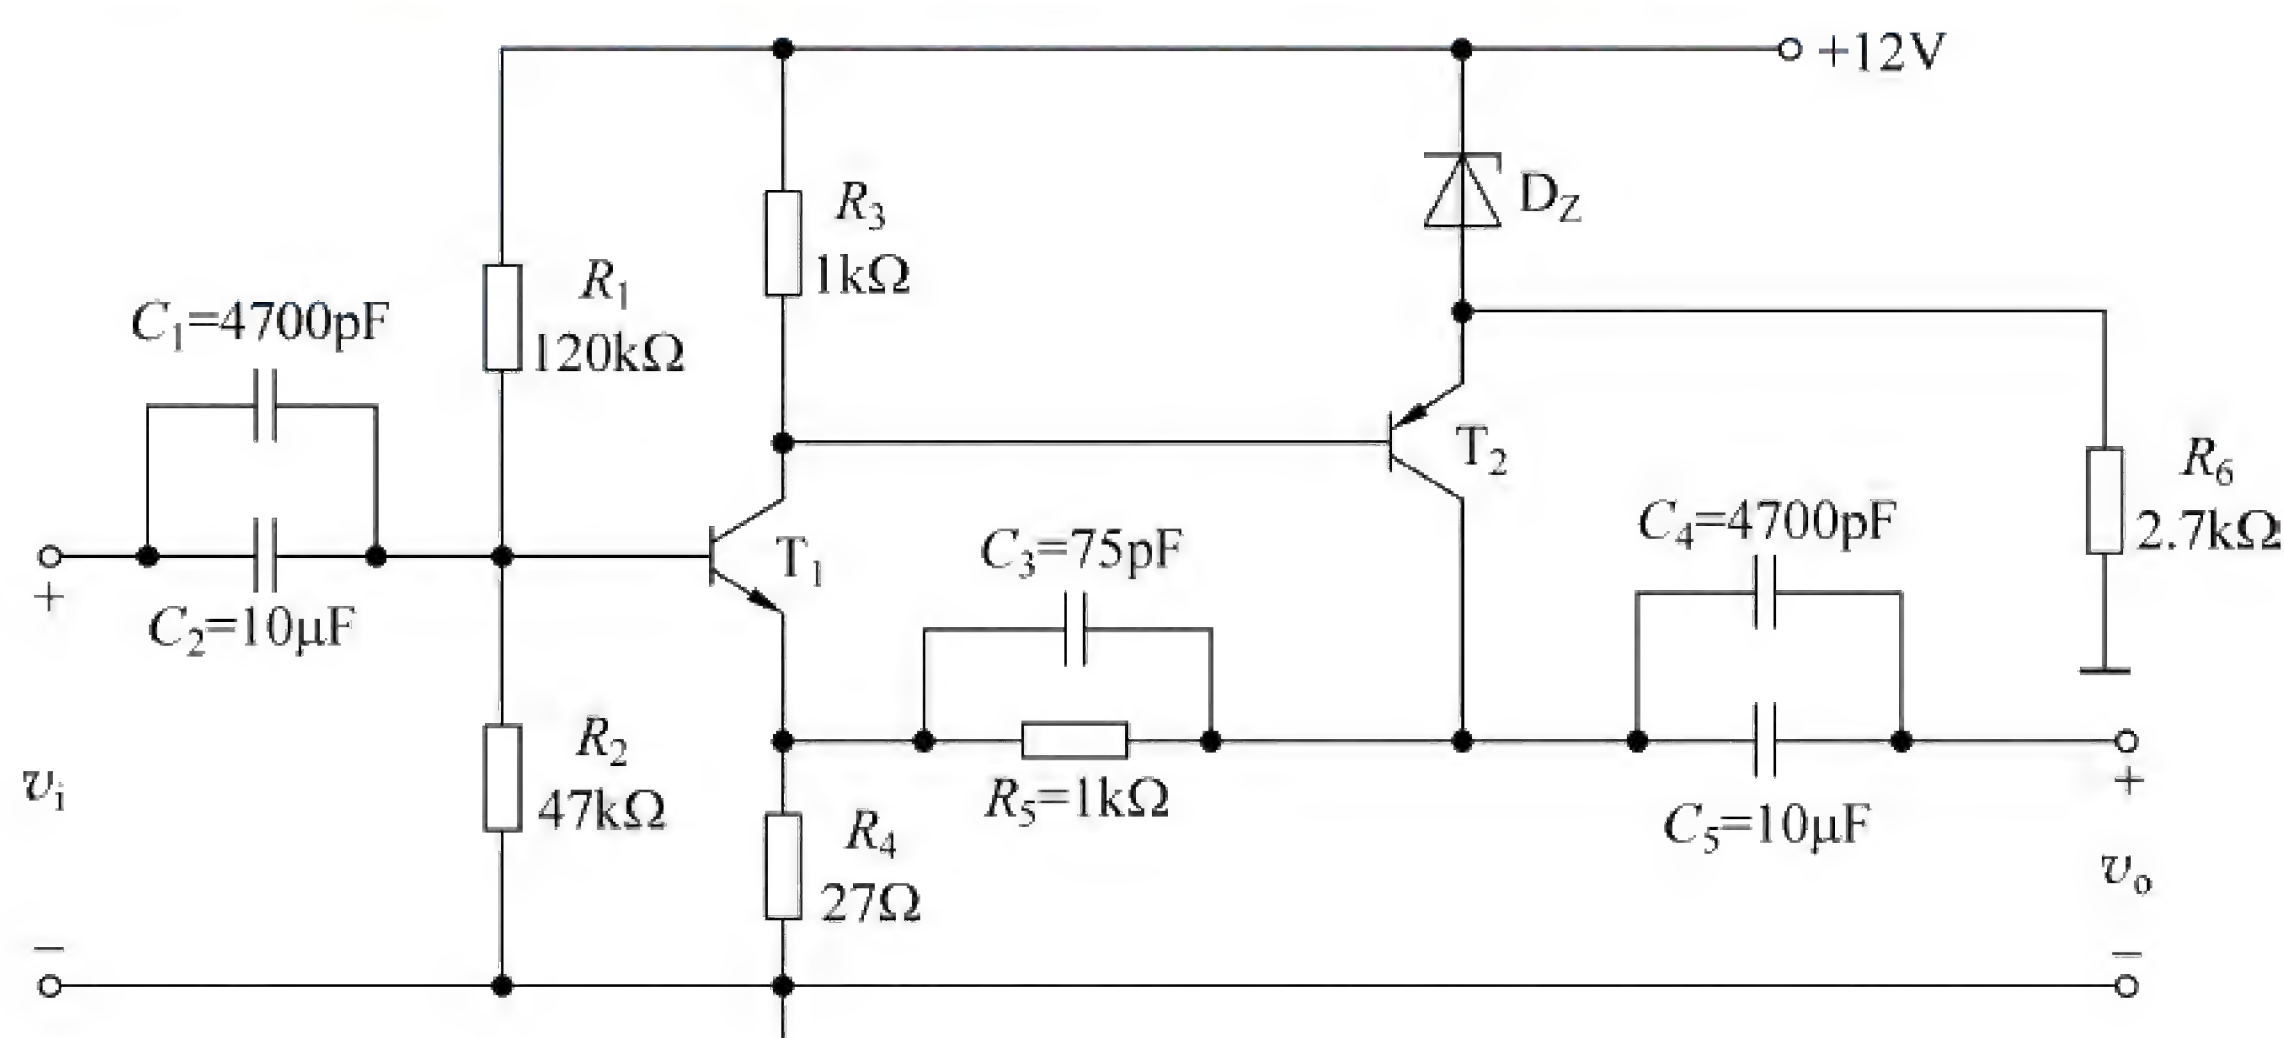 +12V
R₃
1kΩ
D_Z
R₁
120kΩ
C₁=4700pF
C₂=10μF
T₁
T₂
C₃=75pF
R₅=1kΩ
C₄=4700pF
C₅=10μF
R₆
2.7kΩ
R₂
47kΩ
R₄
27Ω
+
vᵢ
−
+
vₒ
−